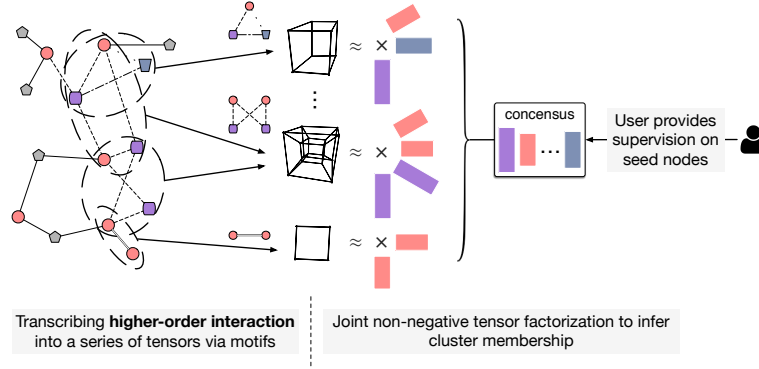 concensus
User provides
supervision on
seed nodes
Transcribing higher-order interaction
into a series of tensors via motifs
Joint non-negative tensor factorization to infer
cluster membership